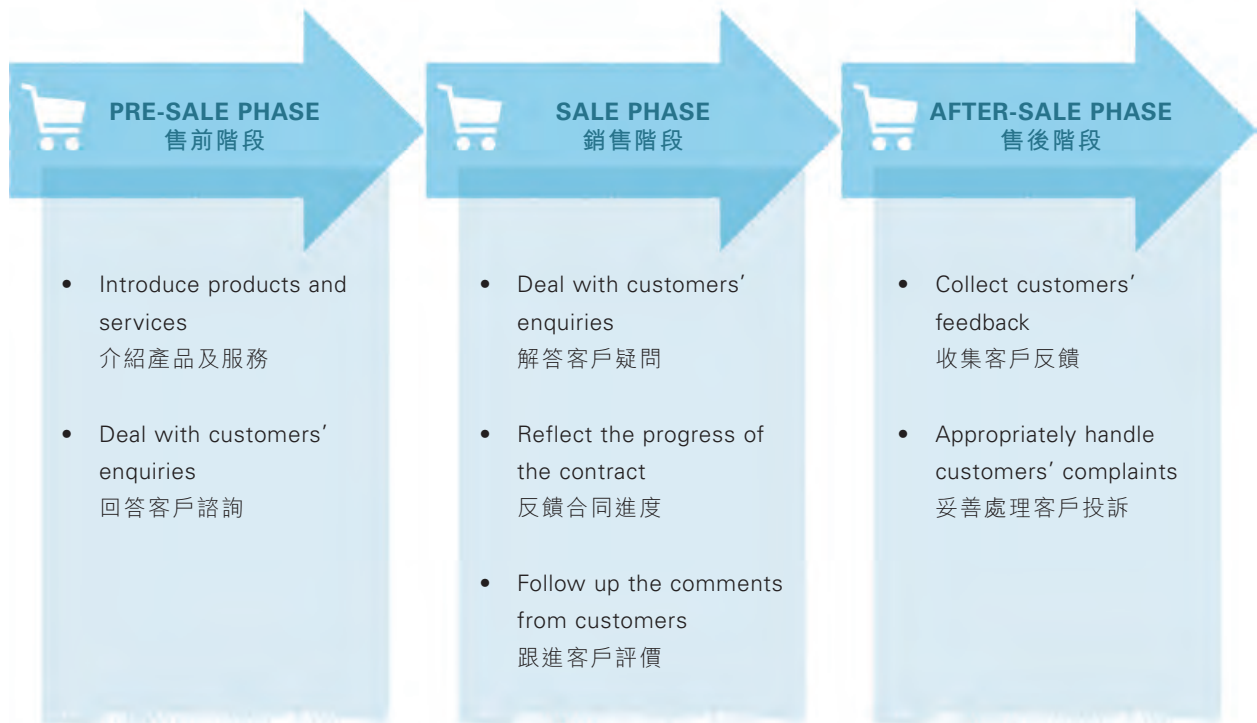 PRE-SALE PHASE
售前階段
• Introduce products and
services
介紹產品及服務
• Deal with customers’
enquiries
回答客戶諮詢
SALE PHASE
銷售階段
• Deal with customers’
enquiries
解答客戶疑問
• Reflect the progress of
the contract
反饋合同進度
• Follow up the comments
from customers
跟進客戶評價
AFTER-SALE PHASE
售後階段
• Collect customers’
feedback
收集客戶反饋
• Appropriately handle
customers’ complaints
妥善處理客戶投訴